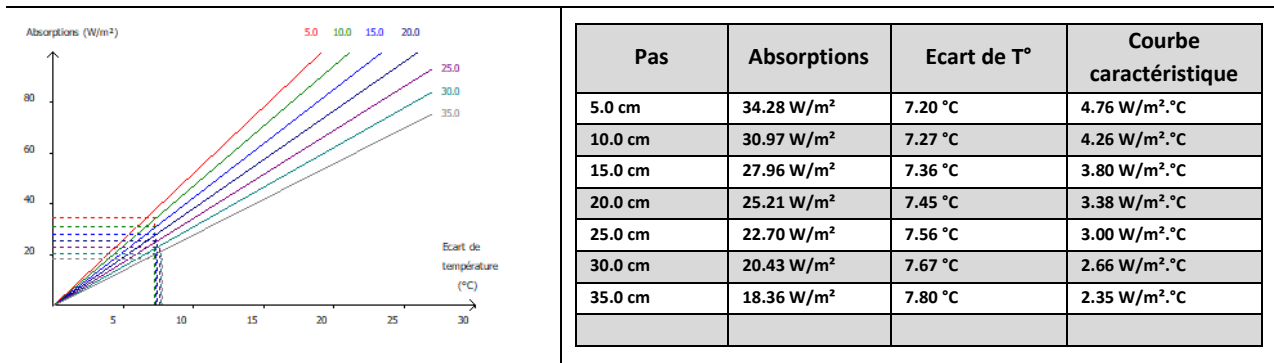 Absorptions (W/m²)
5.0 10.0 15.0 20.0
25.0
30.0
35.0
80
60
40
20
Ecart de
température
(°C)
5 10 15 20 25 30
Pas Absorptions Ecart de T° Courbe caractéristique
5.0 cm 34.28 W/m² 7.20 °C 4.76 W/m².°C
10.0 cm 30.97 W/m² 7.27 °C 4.26 W/m².°C
15.0 cm 27.96 W/m² 7.36 °C 3.80 W/m².°C
20.0 cm 25.21 W/m² 7.45 °C 3.38 W/m².°C
25.0 cm 22.70 W/m² 7.56 °C 3.00 W/m².°C
30.0 cm 20.43 W/m² 7.67 °C 2.66 W/m².°C
35.0 cm 18.36 W/m² 7.80 °C 2.35 W/m².°C